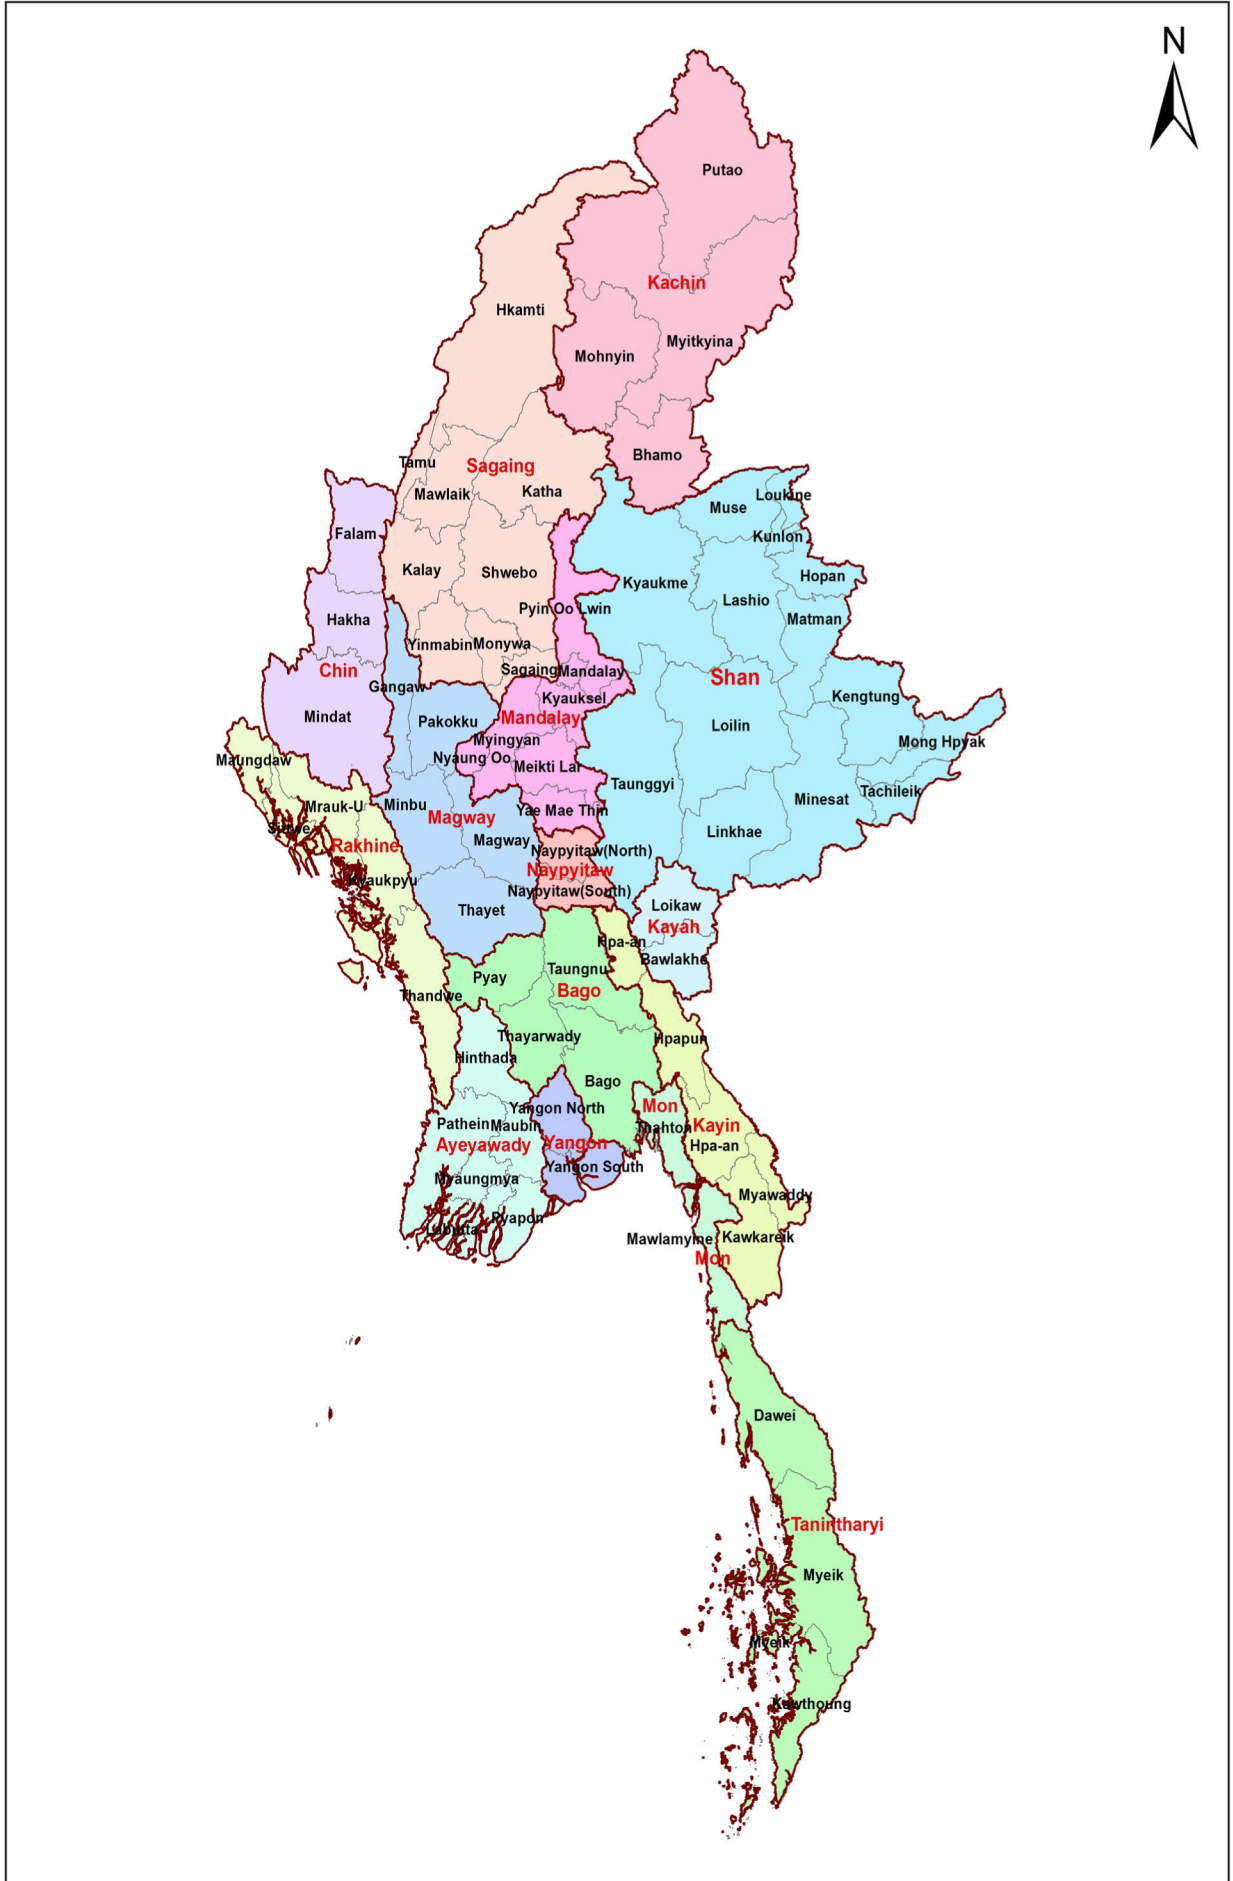 N
Putao
Kachin
Hkamti
Myitkyina
Mohnyin
Bhamo
Tamu
Sagaing
Mawlaik
Katha
Loukine
Muse
Falam
Kunlon
Kalay
Shwebo
Hopan
Kyaukme
Lashio
Pyin Oo Lwin
Hakha
Matman
Yinmabin
Monywa
Chin
Sagaing
Mandalay
Shan
Gangaw
Kyauksel
Kengtung
Mindat
Pakokku
Mandalay
Loilin
Myingyan
Mong Hpyak
Maungdaw
Nyaung Oo
Meikti Lar
Taunggyi
Tachileik
Minesat
Mrauk-U
Minbu
Yae Mae Thin
Magway
Sittwe
Linkhae
Rakhine
Magway
Naypyitaw(North)
Naypyitaw
Kyaukpyu
Naypyitaw(South)
Loikaw
Thayet
Kayah
Hpa-an
Bawlakhe
Taungnu
Pyay
Bago
Thandwe
Thayarwady
Hpapun
Hinthada
Bago
Yangon North
Mon
Pathein
Maubin
Thahton
Kayin
Ayeyawady
Yangon
Hpa-an
Yangon South
Myaungmya
Myawaddy
Pyapon
Labutta
Mawlamyine
Kawkareik
Mon
Dawei
Tanintharyi
Myeik
Myeik
Kawthoung